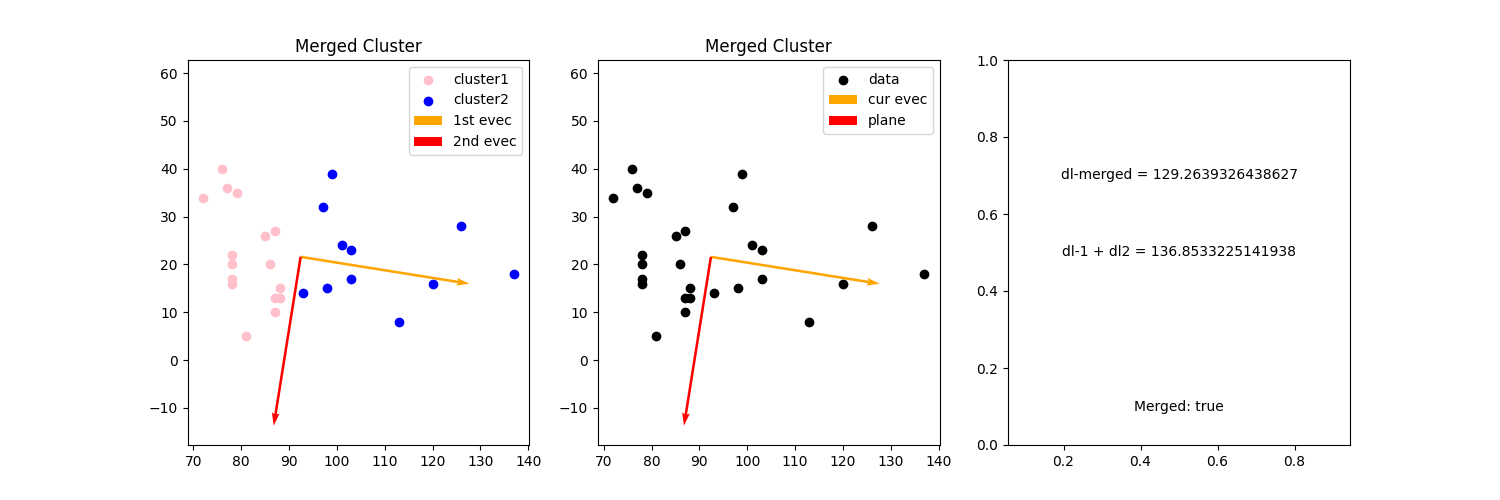 Merged Cluster
60
50
40
30
20
10
0
−10
70 80 90 100 110 120 130 140
cluster1
cluster2
1st evec
2nd evec
Merged Cluster
60
50
40
30
20
10
0
−10
70 80 90 100 110 120 130 140
data
cur evec
plane
1.0
0.8
0.6
0.4
0.2
0.0
0.2 0.4 0.6 0.8
dl-merged = 129.2639326438627
dl-1 + dl2 = 136.8533225141938
Merged: true